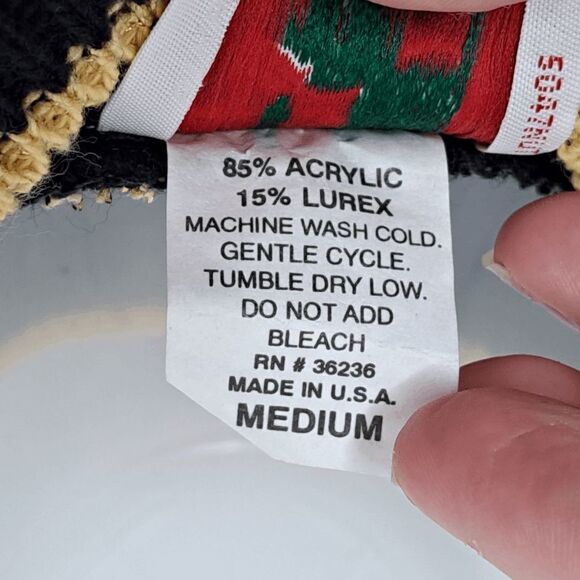 85% ACRYLIC
15% LUREX
MACHINE WASH COLD.
GENTLE CYCLE.
TUMBLE DRY LOW.
DO NOT ADD
BLEACH
RN # 36236
MADE IN U.S.A.
MEDIUM